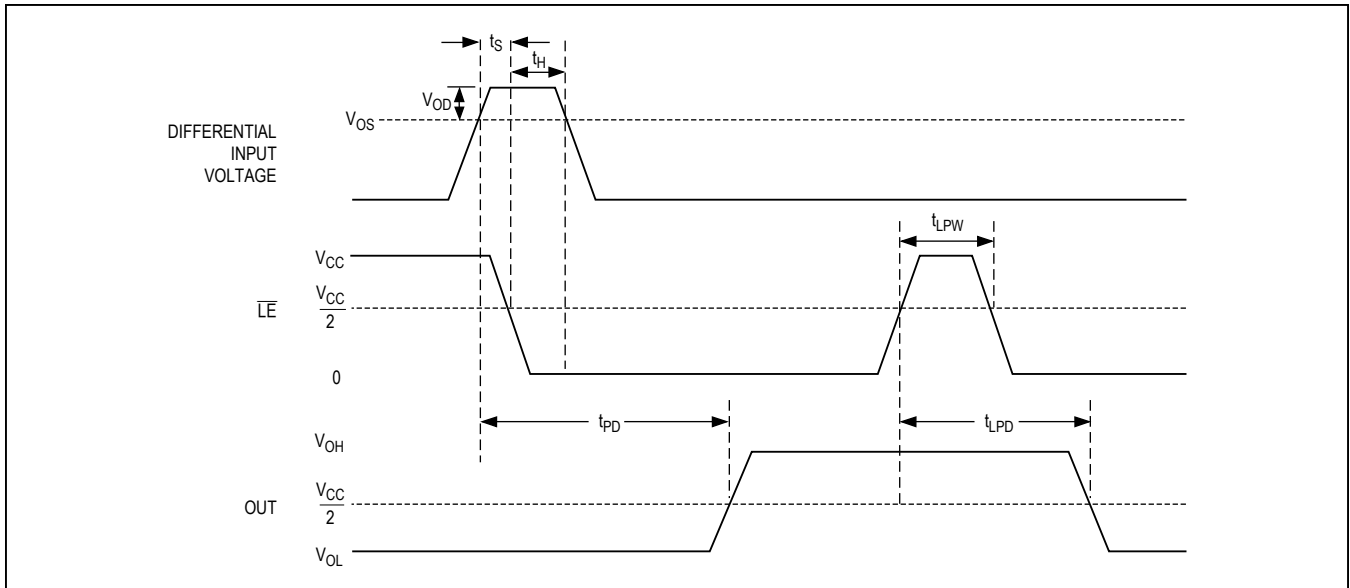 tS
tH
VOD
VOS
DIFFERENTIAL
INPUT
VOLTAGE
tLPW
VCC
VCC
2
LE
0
tPD
tLPD
VOH
VCC
2
OUT
VOL